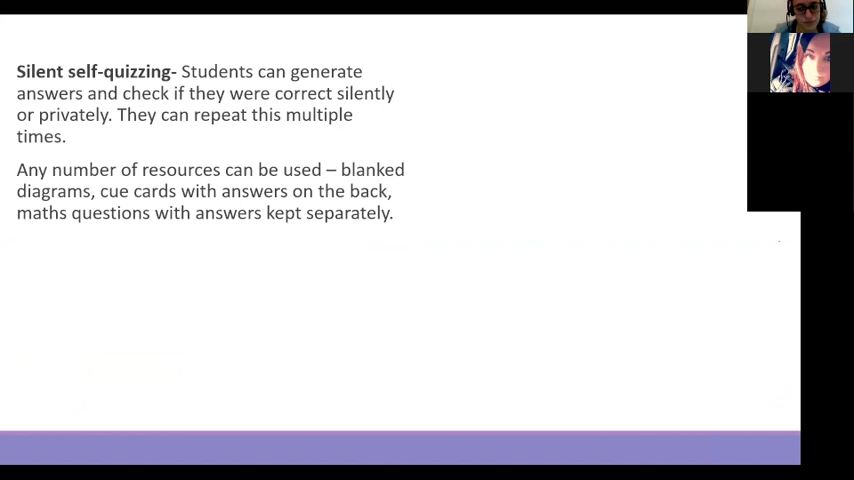 Silent self-quizzing- Students can generate
answers and check if they were correct silently
or privately. They can repeat this multiple
times.
Any number of resources can be used – blanked
diagrams, cue cards with answers on the back,
maths questions with answers kept separately.